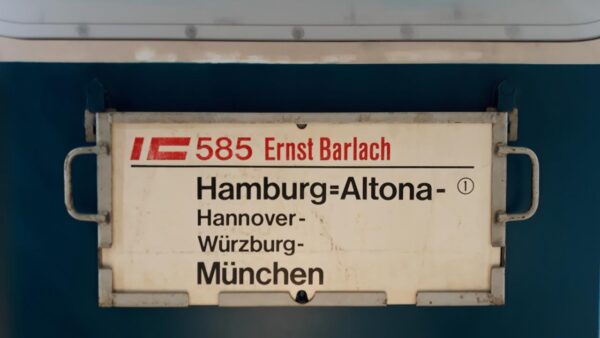 IC 585 Ernst Barlach
Hamburg=Altona- ①
Hannover-
Würzburg-
München